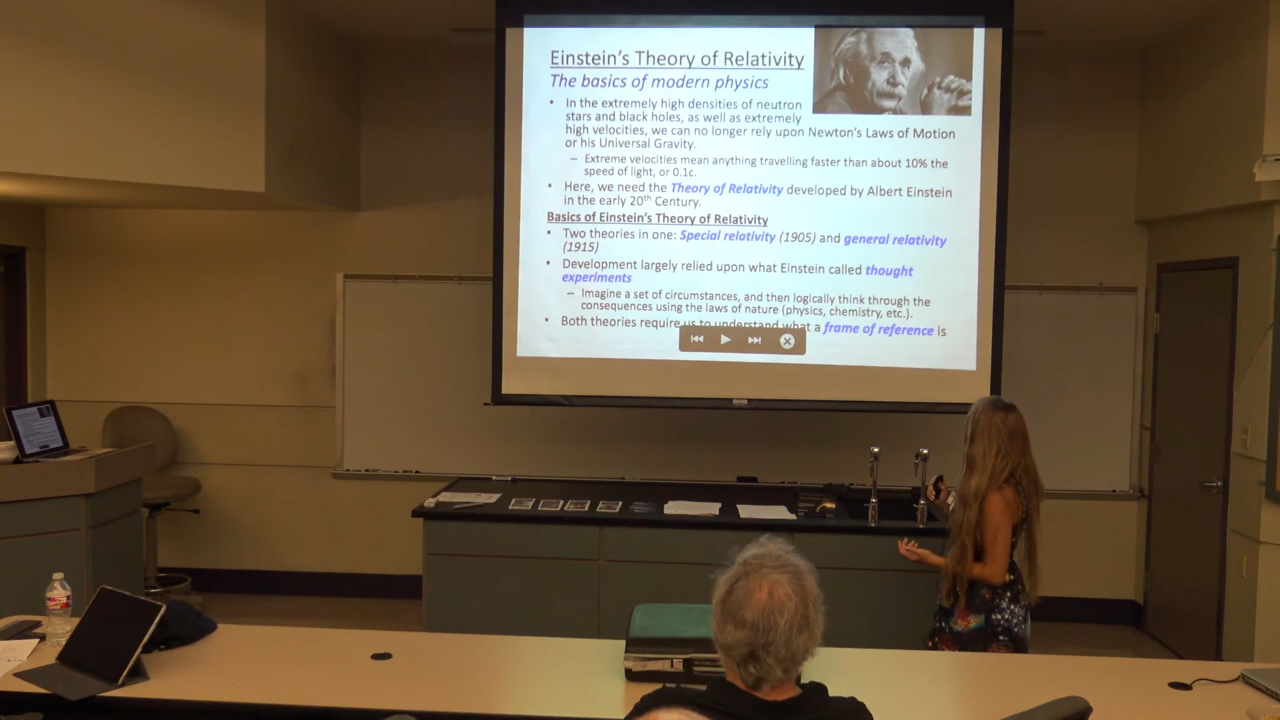 Einstein's Theory of Relativity
The basics of modern physics
• In the extremely high densities of neutron
stars and black holes, as well as extremely
high velocities, we can no longer rely upon Newton's Laws of Motion
or his Universal Gravity.
– Extreme velocities mean anything travelling faster than about 10% the
speed of light, or 0.1c.
• Here, we need the Theory of Relativity developed by Albert Einstein
in the early 20th Century.
Basics of Einstein's Theory of Relativity
• Two theories in one: Special relativity (1905) and general relativity
(1915)
• Development largely relied upon what Einstein called thought
experiments
– Imagine a set of circumstances, and then logically think through the
consequences using the laws of nature (physics, chemistry, etc.).
• Both theories require us to understand what a frame of reference is